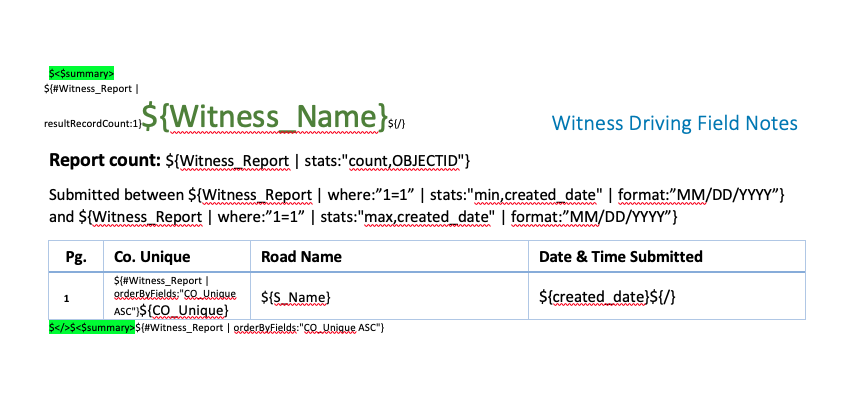 $<$summary>
${#Witness_Report |
resultRecordCount:1}${Witness_Name}${/}
Witness Driving Field Notes
Report count: ${Witness_Report | stats:"count,OBJECTID"}
Submitted between ${Witness_Report | where:”1=1” | stats:"min,created_date" | format:”MM/DD/YYYY”}
and ${Witness_Report | where:”1=1” | stats:"max,created_date" | format:”MM/DD/YYYY”}
Pg. Co. Unique Road Name Date & Time Submitted
1
${#Witness_Report |
orderByFields:"CO_Unique
ASC"}${CO_Unique}
${S_Name}
${created_date}${/}
$</>$<$summary>${#Witness_Report | orderByFields:"CO_Unique ASC"}